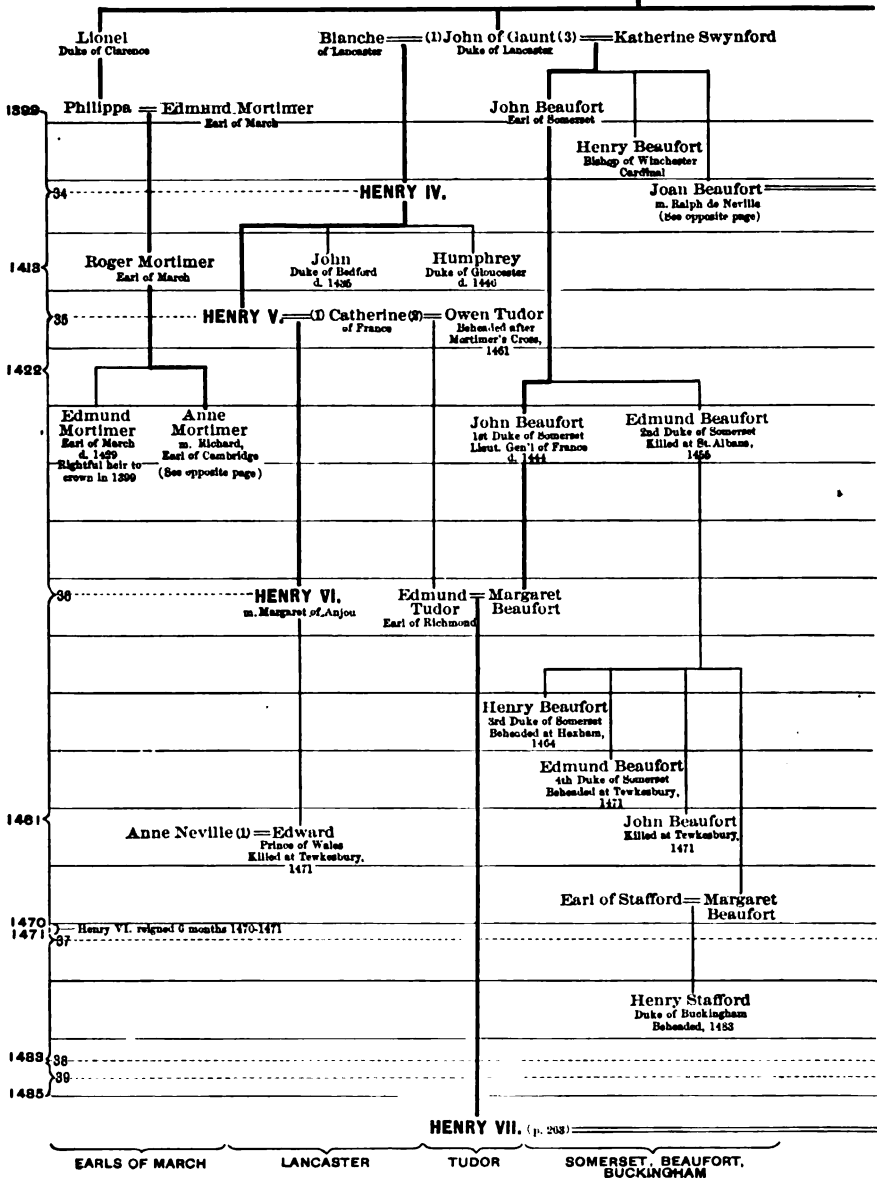 Lionel
Duke of Clarence
Blanche
of Lancaster
(1) John of Gaunt (3)
Duke of Lancaster
Katherine Swynford
1399
Philippa = Edmund Mortimer
Earl of March
John Beaufort
Earl of Somerset
Henry Beaufort
Bishop of Winchester
Cardinal
34
HENRY IV.
Joan Beaufort
m. Ralph de Neville
(See opposite page)
1413
Roger Mortimer
Earl of March
John
Duke of Bedford
d. 1435
Humphrey
Duke of Gloucester
d. 1446
35
HENRY V. (1) Catherine (2) = Owen Tudor
of France
Beheaded after
Mortimer's Cross,
1461
1422
Edmund
Mortimer
Earl of March
d. 1429
Rightful heir to
crown in 1399
Anne
Mortimer
m. Richard,
Earl of Cambridge
(See opposite page)
John Beaufort
1st Duke of Somerset
Lieut. Gen'l of France
d. 1444
Edmund Beaufort
2nd Duke of Somerset
Killed at St. Albans,
1455
36
HENRY VI.
m. Margaret of Anjou
Edmund = Margaret
Tudor Beaufort
Earl of Richmond
Henry Beaufort
3rd Duke of Somerset
Beheaded at Hexham,
1464
Edmund Beaufort
4th Duke of Somerset
Beheaded at Tewkesbury,
1471
1461
Anne Neville (1) = Edward
Prince of Wales
Killed at Tewkesbury,
1471
John Beaufort
Killed at Tewkesbury,
1471
Earl of Stafford = Margaret
Beaufort
1470
1471
Henry VI. reigned 6 months 1470-1471
37
Henry Stafford
Duke of Buckingham
Beheaded, 1483
1483
38
39
1485
HENRY VII. (p. 203)
EARLS OF MARCH
LANCASTER
TUDOR
SOMERSET, BEAUFORT,
BUCKINGHAM